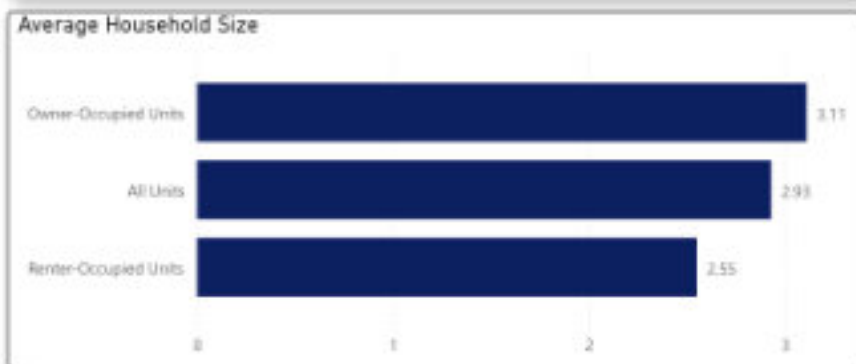 Average Household Size
Owner-Occupied Units 3.11
All Units 2.93
Renter-Occupied Units 2.55
0 1 2 3